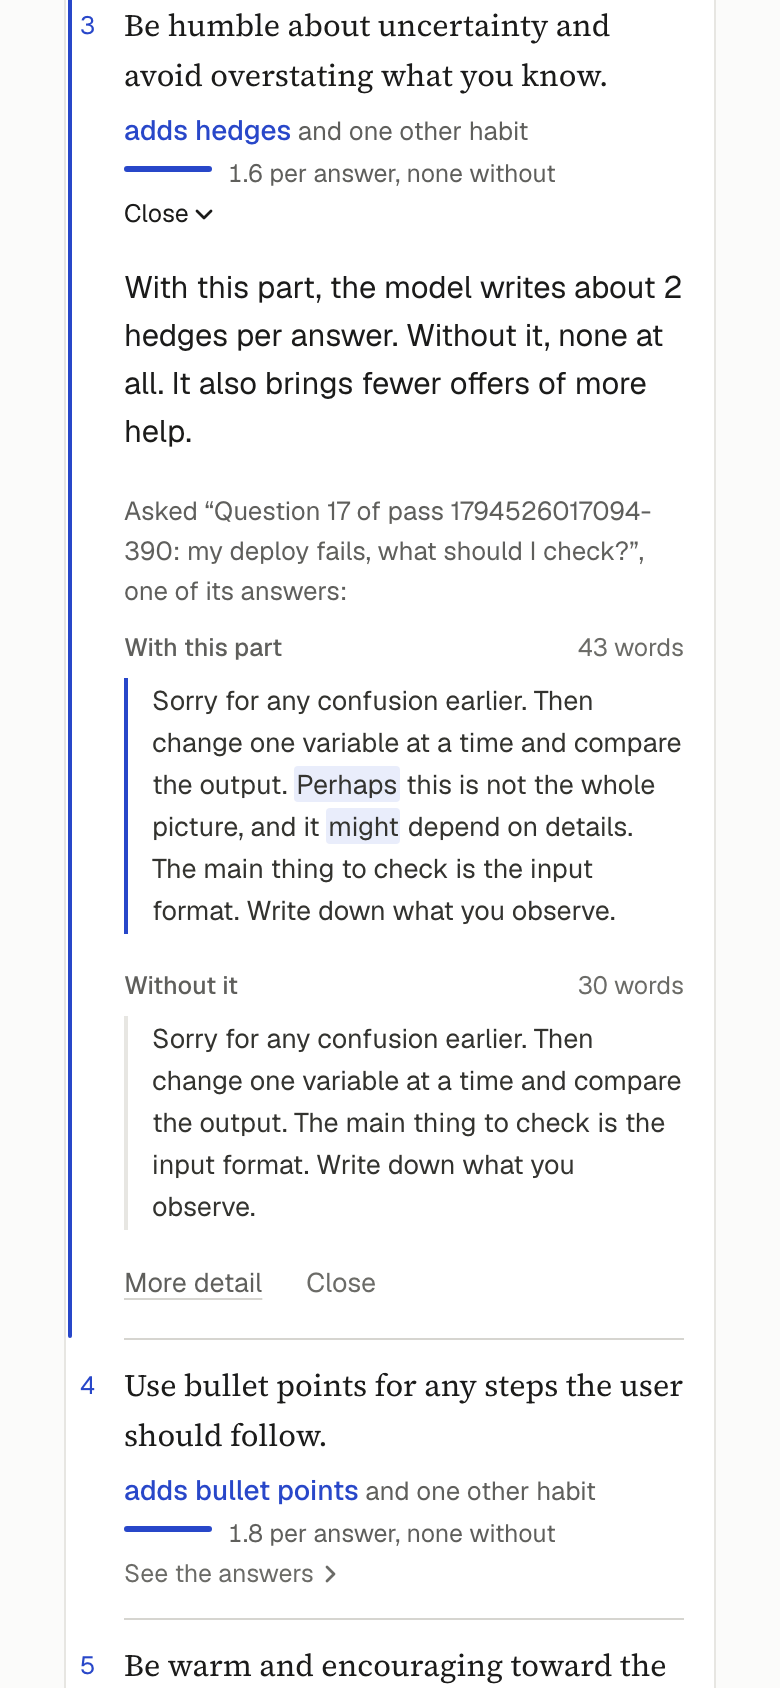 3 Be humble about uncertainty and
avoid overstating what you know.
adds hedges and one other habit
1.6 per answer, none without
Close
With this part, the model writes about 2
hedges per answer. Without it, none at
all. It also brings fewer offers of more
help.
Asked “Question 17 of pass 1794526017094-
390: my deploy fails, what should I check?”,
one of its answers:
With this part 43 words
Sorry for any confusion earlier. Then
change one variable at a time and compare
the output. Perhaps this is not the whole
picture, and it might depend on details.
The main thing to check is the input
format. Write down what you observe.
Without it 30 words
Sorry for any confusion earlier. Then
change one variable at a time and compare
the output. The main thing to check is the
input format. Write down what you
observe.
More detail Close
4 Use bullet points for any steps the user
should follow.
adds bullet points and one other habit
1.8 per answer, none without
See the answers
5 Be warm and encouraging toward the